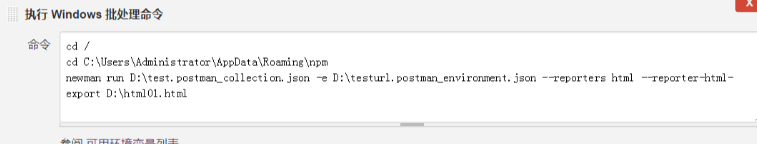 执行 Windows 批处理命令
X
命令
cd /
cd C:\Users\Administrator\AppData\Roaming\npm
newman run D:\test.postman_collection.json -e D:\testurl.postman_environment.json --reporters html --reporter-html-
export D:\html01.html
参阅 可用环境变量列表